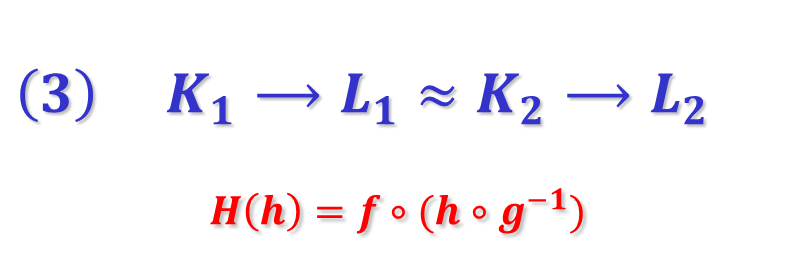 (3) K₁ ⟶ L₁ ≈ K₂ ⟶ L₂
H(h) = f ∘ (h ∘ g⁻¹)